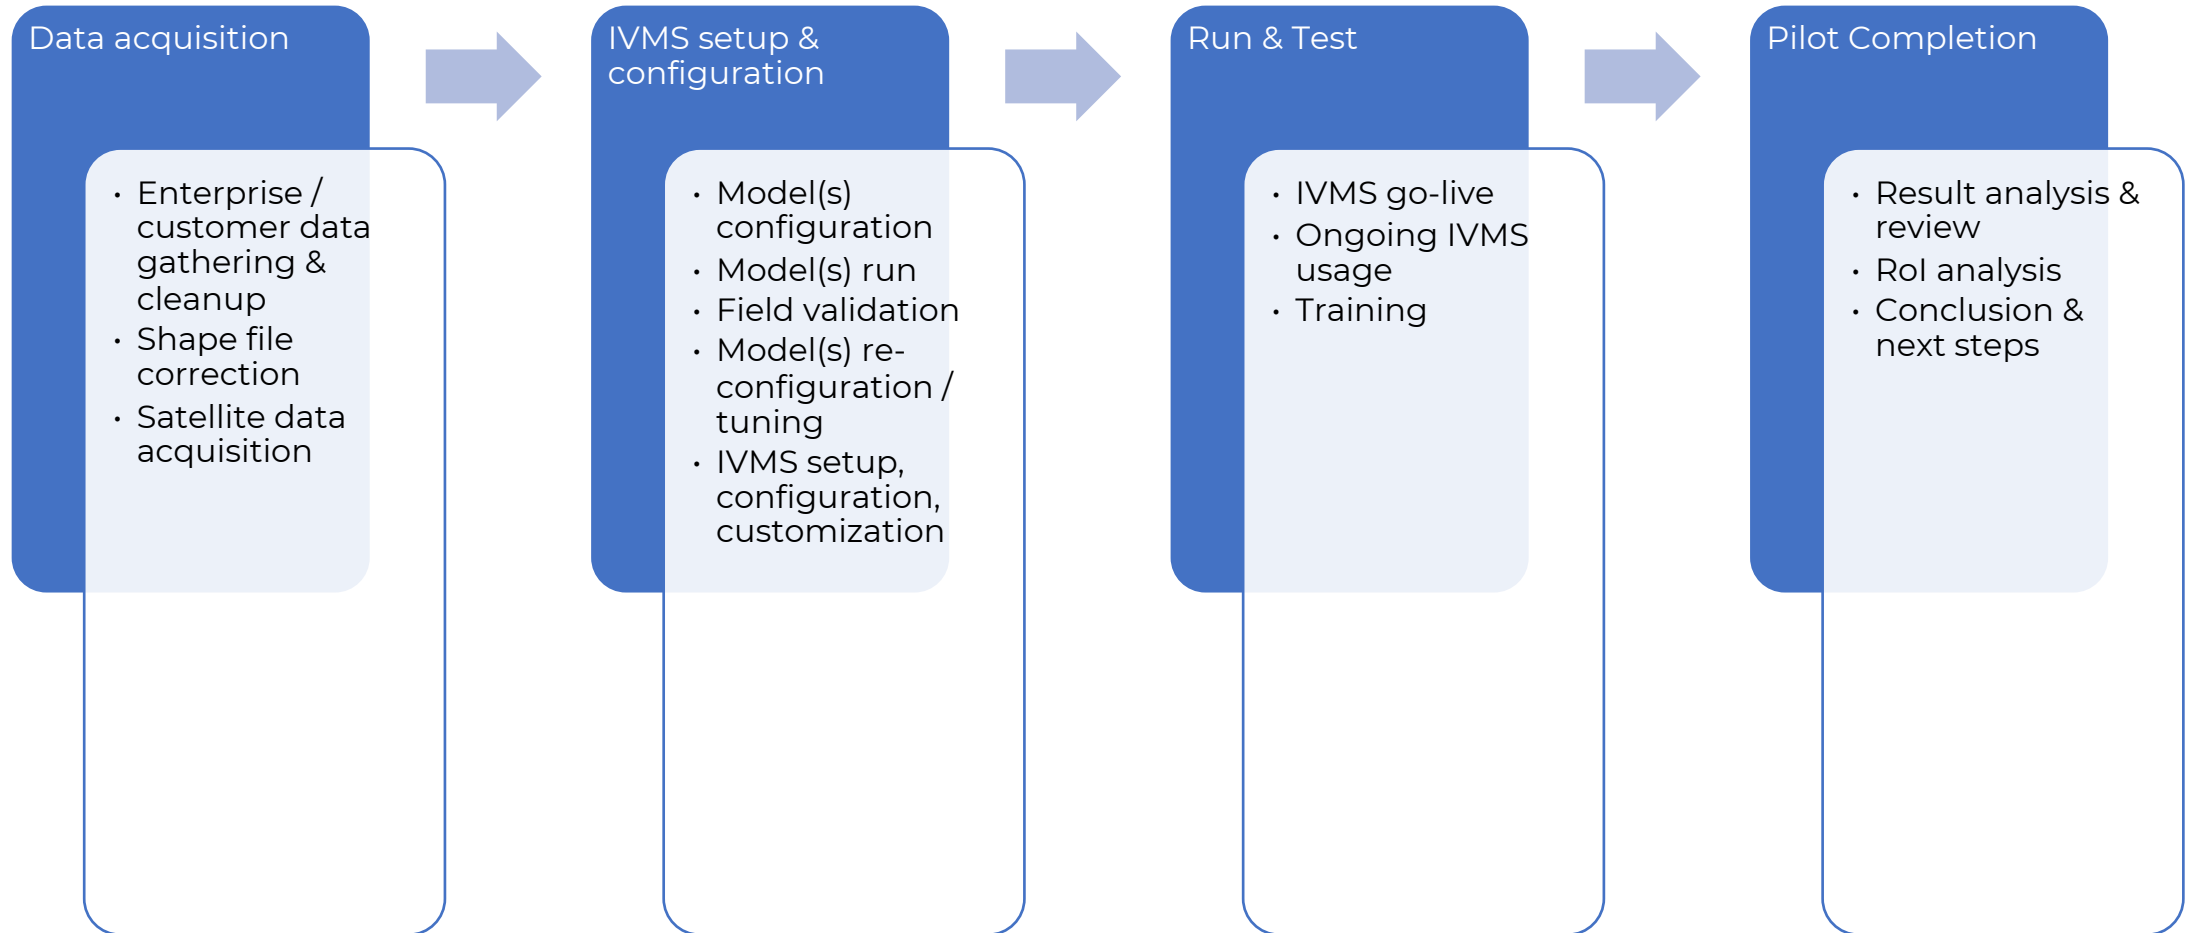 Data acquisition
• Enterprise /
customer data
gathering &
cleanup
• Shape file
correction
• Satellite data
acquisition
IVMS setup &
configuration
• Model(s)
configuration
• Model(s) run
• Field validation
• Model(s) re-
configuration /
tuning
• IVMS setup,
configuration,
customization
Run & Test
• IVMS go-live
• Ongoing IVMS
usage
• Training
Pilot Completion
• Result analysis &
review
• RoI analysis
• Conclusion &
next steps